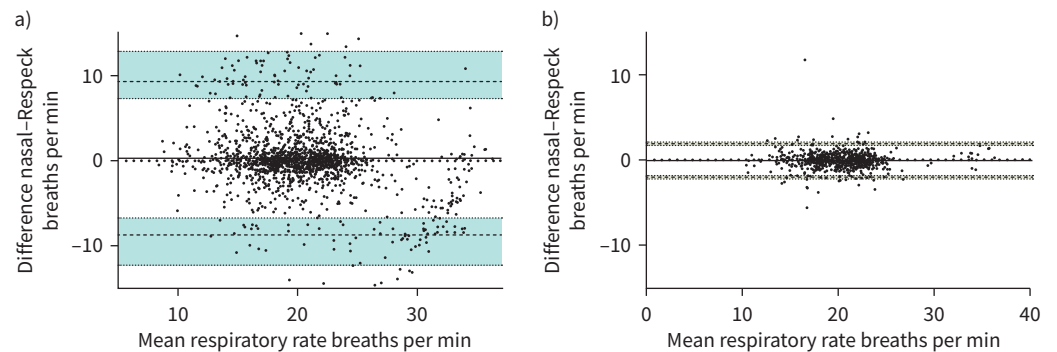 a)
Difference nasal–Respeck
breaths per min
10
0
–10
10
20
30
Mean respiratory rate breaths per min
b)
Difference nasal–Respeck
breaths per min
10
0
–10
0
10
20
30
40
Mean respiratory rate breaths per min